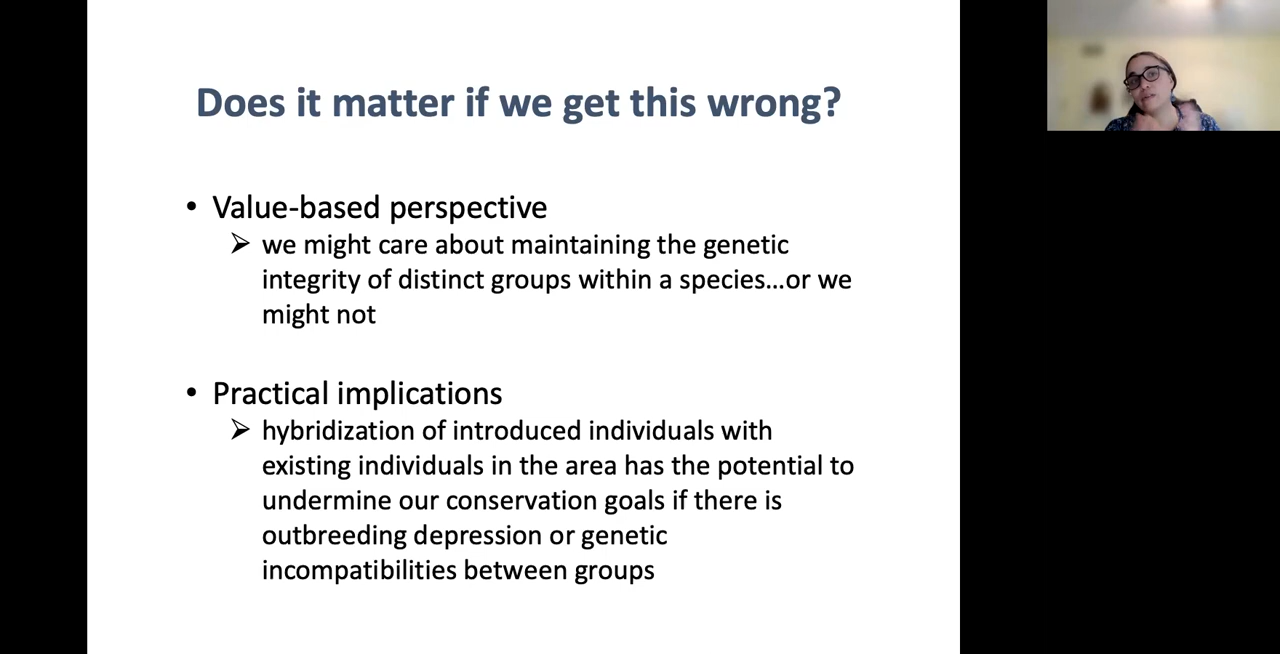 Does it matter if we get this wrong?
• Value-based perspective
➢ we might care about maintaining the genetic
integrity of distinct groups within a species...or we
might not
• Practical implications
➢ hybridization of introduced individuals with
existing individuals in the area has the potential to
undermine our conservation goals if there is
outbreeding depression or genetic
incompatibilities between groups